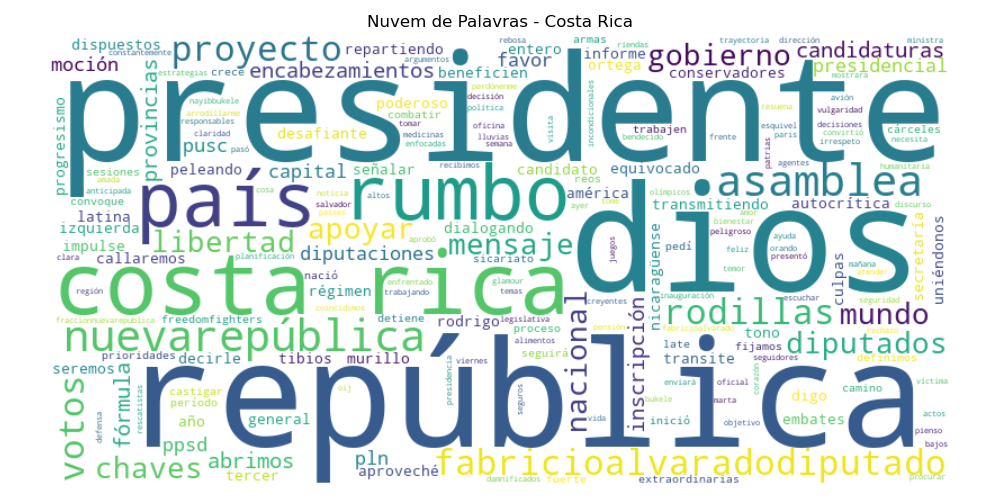 Nuvem de Palavras - Costa Rica
dispuestos constantemente proyecto repartiendo rebosa entero armas informe gobierno riendas trayectoria dirección candidaturas ministra
moción estrategias crece encabezamientos argumentos favor beneficien ortega conservadores presidencial mostrara
presidente
progresismo provincias nayibbukele arrodillarme responsables poderoso combatir perdónenme decisión política visita incondicionales resuena avión vulgaridad esquivel
claridad desafiante tomar oficina lluvias trabajen bendecido frente paris decisiones convirtió irrespeto cárceles necesita
pusc pasó medicinas enfocadas semana patrias
sesiones peleando capital señalar candidato equivocado agentes humanitaria
amada anticipada convoque cosa país rumbo recibimos reos américa olímpicos transmitiendo asamblea autocrítica
latina noticia salvador países altos ayer tome amor bienestar peligroso discurso
izquierda apoyar dialogando pedí feliz ayuda orando presentó
impulse libertad aprobó mensaje dios
clara callaremos planificación diputaciones sicariato juegos nicaragüense temor culpas mañana atender secretaria uniéndonos
región nació régimen enfrentado trabajando glamour temas creyentes inauguración escuchar seguridad
costa rica coincidimos rodillas mundo
fraccionnuevarepublica freedomfighters detiene rodrigo legislativa pensión fabricioalvarado rechazo
nuevarepública proceso nacional inscripción tono diputados
prioridades decirle tibios murillo seguirá alimentos late fijamos seguidores definimos
seremos presidencia viernes transite corazón camino víctima
votos fórmula castigar período república enviará oficial digo
defensa rescatistas año general oij seguros vida bukele marta embates actos
ppsd inició objetivo pienso
chaves abrimos pln bajos
tercer aproveché fabricioalvaradodiputado
damnificados fuerte extraordinarias procurar